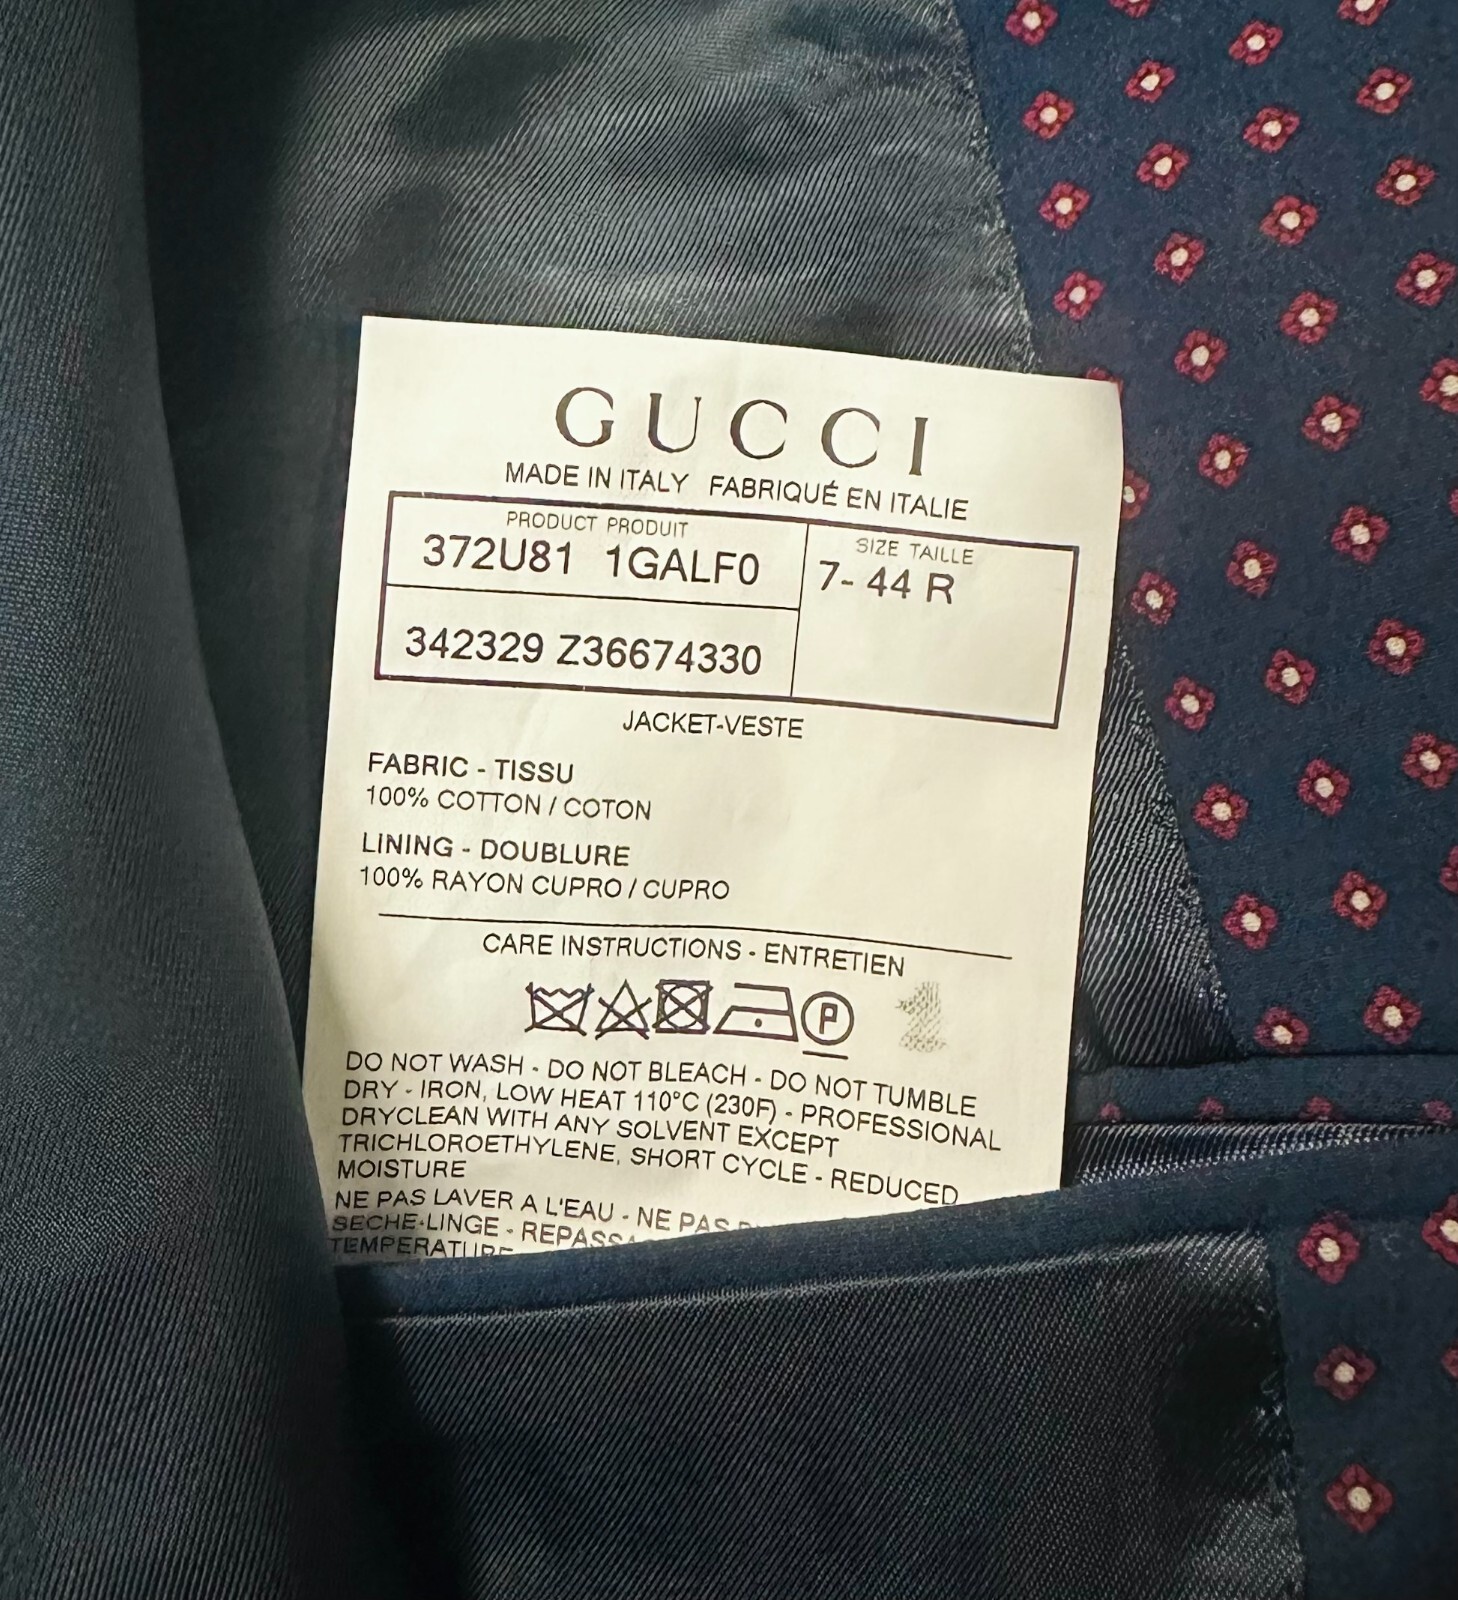 GUCCI
MADE IN ITALY FABRIQUÉ EN ITALIE
PRODUCT PRODUIT
372U81 1GALF0
SIZE TAILLE
7- 44 R
342329 Z36674330
JACKET-VESTE
FABRIC - TISSU
100% COTTON / COTON
LINING - DOUBLURE
100% RAYON CUPRO / CUPRO
CARE INSTRUCTIONS - ENTRETIEN
P
DO NOT WASH - DO NOT BLEACH - DO NOT TUMBLE
DRY - IRON, LOW HEAT 110°C (230F) - PROFESSIONAL
DRYCLEAN WITH ANY SOLVENT EXCEPT
TRICHLOROETHYLENE, SHORT CYCLE - REDUCED
MOISTURE
NE PAS LAVER A L'EAU - NE PAS
SECHE-LINGE -
TEMPERATURE